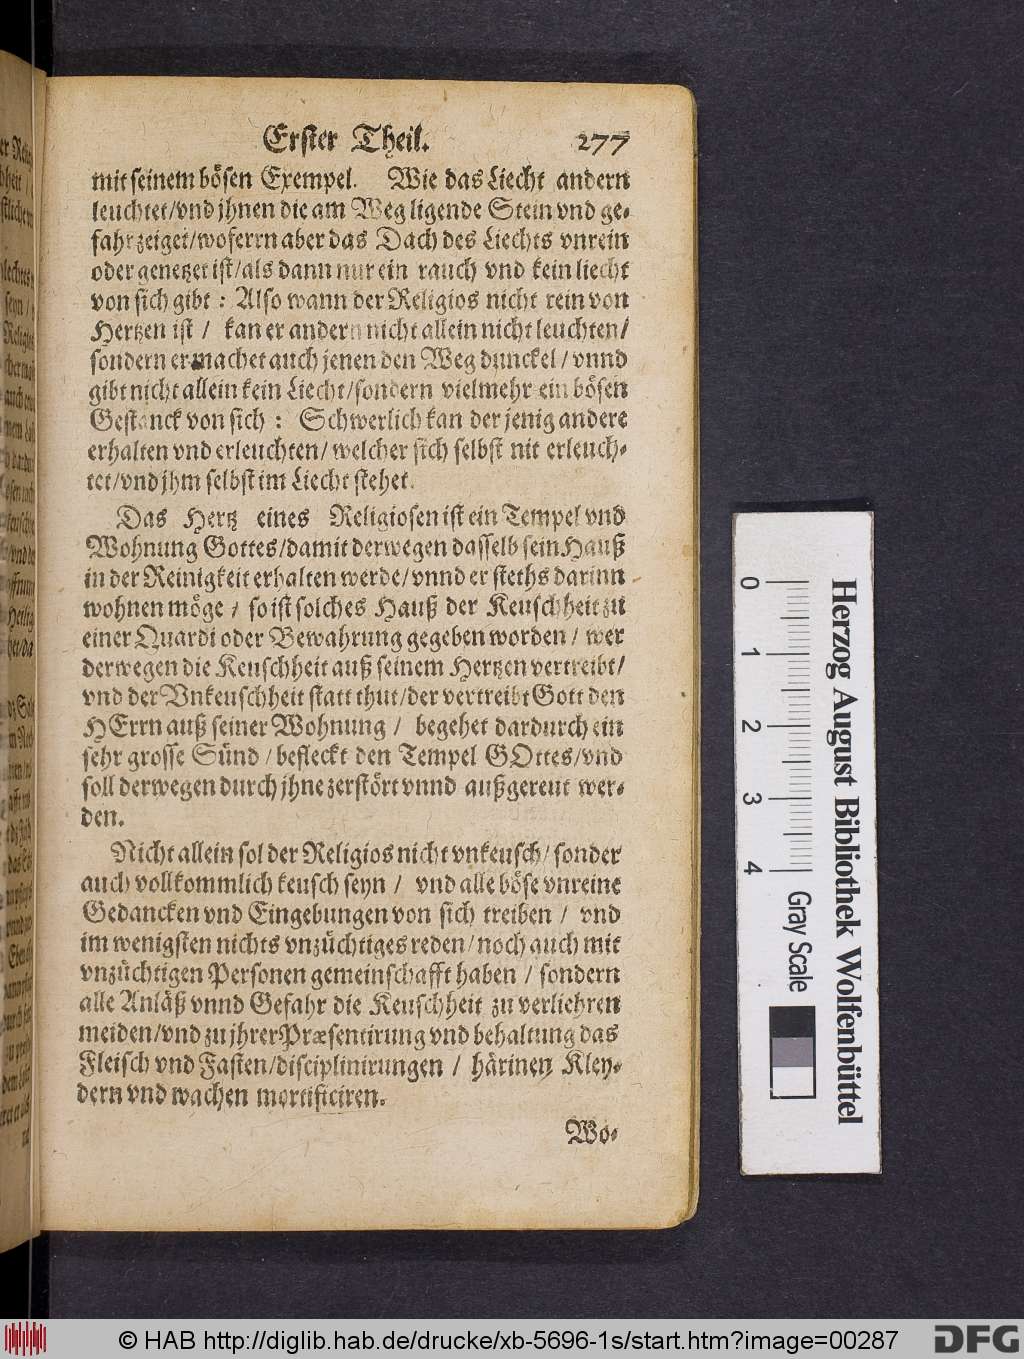 Erster Theil. 277
mit seinem bösen Exempel. Wie das Liecht andern
leuchtet/ vnd jhnen die am Weg ligende Stein vnd ge-
fahr zeiget/ woferrn aber das Dach des Liechts vnrein
oder genetzet ist/ als dann nur ein rauch vnd kein liecht
von sich gibt : Also wann der Religios nicht rein von
Hertzen ist / kan er andern nicht allein nicht leuchten/
sondern er machet auch jenen den Weg dunckel / vnnd
gibt nicht allein kein Liecht/ sondern vielmehr ein bösen
Gestanck von sich : Schwerlich kan der jenig andere
erhalten vnd erleuchten/ welcher sich selbst nit erleuch-
tet/ vnd jhm selbst im Liecht stehet.
Das Hertz eines Religiosen ist ein Tempel vnd
Wohnung Gottes/ damit derwegen dasselb sein Hauß
in der Reinigkeit erhalten werde/ vnnd er steths darinn
wohnen möge / so ist solches Hauß der Keuschheit zu
einer Quardi oder Bewahrung gegeben worden / wer
derwegen die Keuschheit auß seinem Hertzen vertreibt/
vnd der Vnkeuschheit statt thut/ der vertreibt Gott den
HErrn auß seiner Wohnung / begehet dardurch ein
sehr grosse Sünd / befleckt den Tempel GOttes/ vnd
soll derwegen durch jhne zerstört vnnd außgereut wer-
den.
Nicht allein sol der Religios nicht vnkeusch/ sonder
auch vollkommlich keusch seyn / vnd alle böse vnreine
Gedancken vnd Eingebungen von sich treiben / vnd
im wenigsten nichts vnzüchtiges reden/ noch auch mit
vnzüchtigen Personen gemeinschafft haben / sondern
alle Anläß vnnd Gefahr die Keuschheit zu verliehren
meiden/ vnd zu jhrer Præsentirung vnd behaltung das
Fleisch vnd Fasten/ disciplinirungen / härinen Kley-
dern vnd wachen mortificiren.
Wo-
0 1 2 3 4
Gray Scale
Herzog August Bibliothek Wolfenbüttel
© HAB http://diglib.hab.de/drucke/xb-5696-1s/start.htm?image=00287
DFG